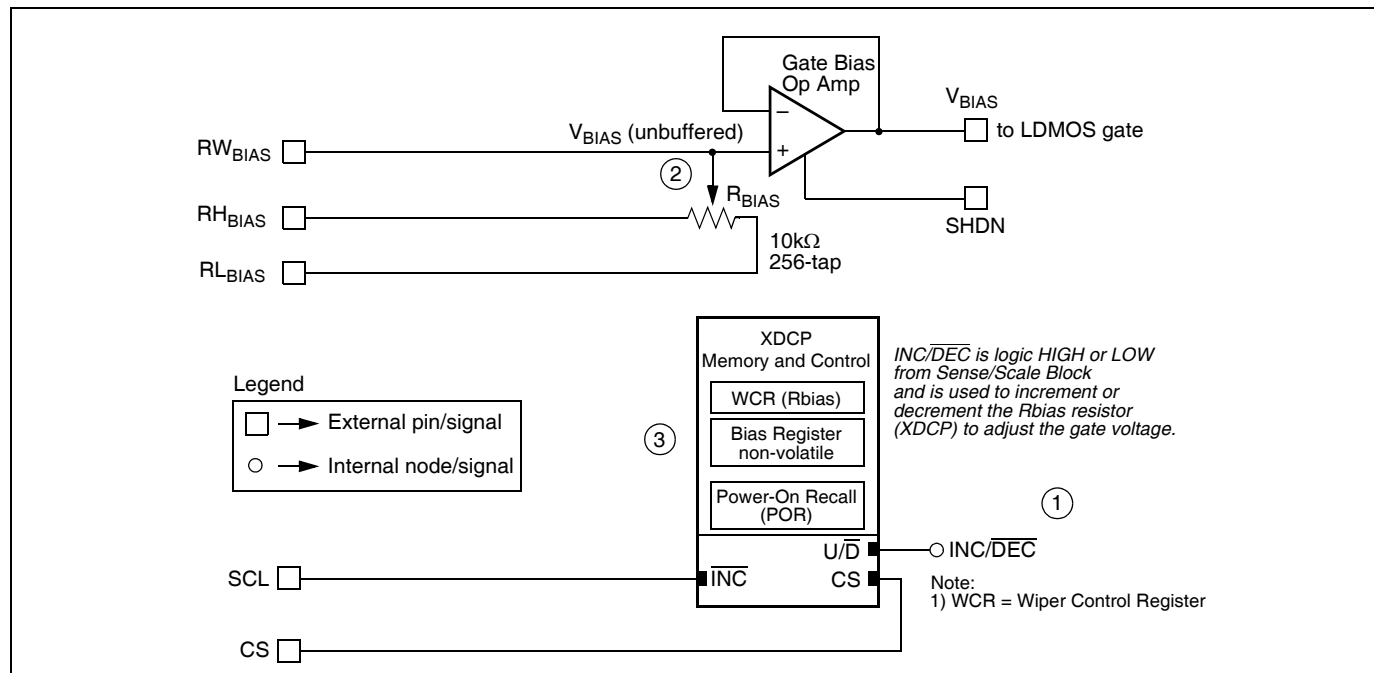 Gate Bias
Op Amp
V_BIAS
−
to LDMOS gate
V_BIAS (unbuffered)
RW_BIAS
+
②
R_BIAS
RH_BIAS
SHDN
10kΩ
256-tap
RL_BIAS
XDCP
Memory and Control
WCR (Rbias)
Bias Register
non-volatile
Power-On Recall
(POR)
INC/D̅E̅C̅ is logic HIGH or LOW
from Sense/Scale Block
and is used to increment or
decrement the Rbias resistor
(XDCP) to adjust the gate voltage.
Legend
External pin/signal
Internal node/signal
③
①
U/D̅
INC/D̅E̅C̅
SCL
I̅N̅C̅
CS
Note:
1) WCR = Wiper Control Register
CS